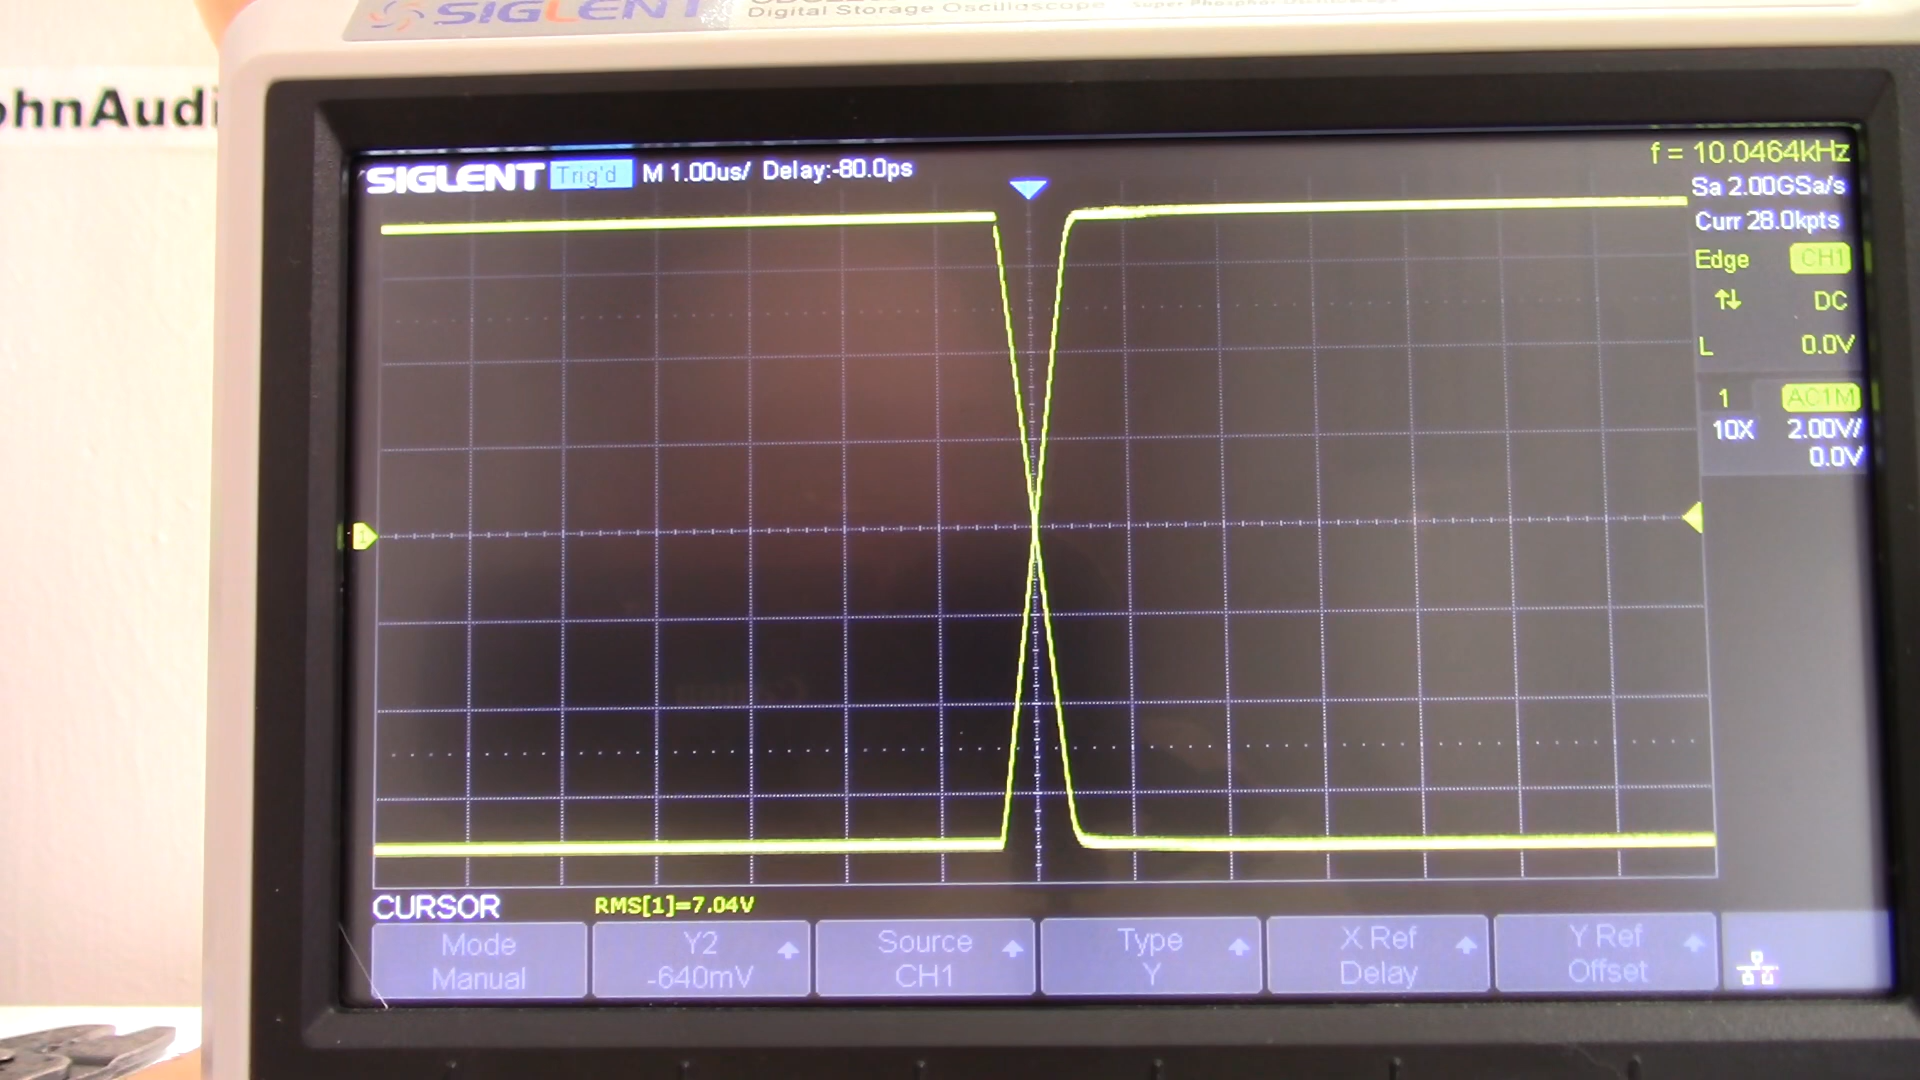 SIGLENT
Digital Storage Oscilloscope
ohnAudi
SIGLENT Trig'd M 1.00us/ Delay:-80.0ps
f = 10.0464kHz
Sa 2.00GSa/s
Curr 28.0kpts
Edge CH1
DC
L 0.0V
1 AC1M
10X 2.00V/
0.0V
1
CURSOR RMS[1]=7.04V
Mode Manual
Y2 -640mV
Source CH1
Type Y
X Ref Delay
Y Ref Offset